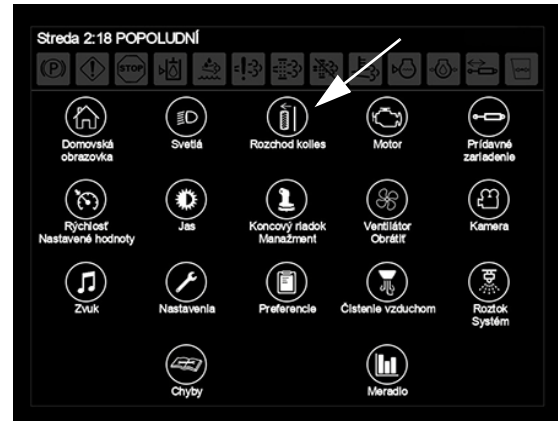 Streda 2:18 POPOLUDNÍ
(P) STOP
Domovská
obrazovka
Svetlá
Rozchod kolies
Motor
Prídavné
zariadenie
Rýchlosť
Nastavené hodnoty
Jas
Koncový riadok
Manažment
Ventilátor
Obrátiť
Kamera
Zvuk
Nastavenia
Preferencie
Čistenie vzduchom
Roztok
Systém
Chyby
Meradlo